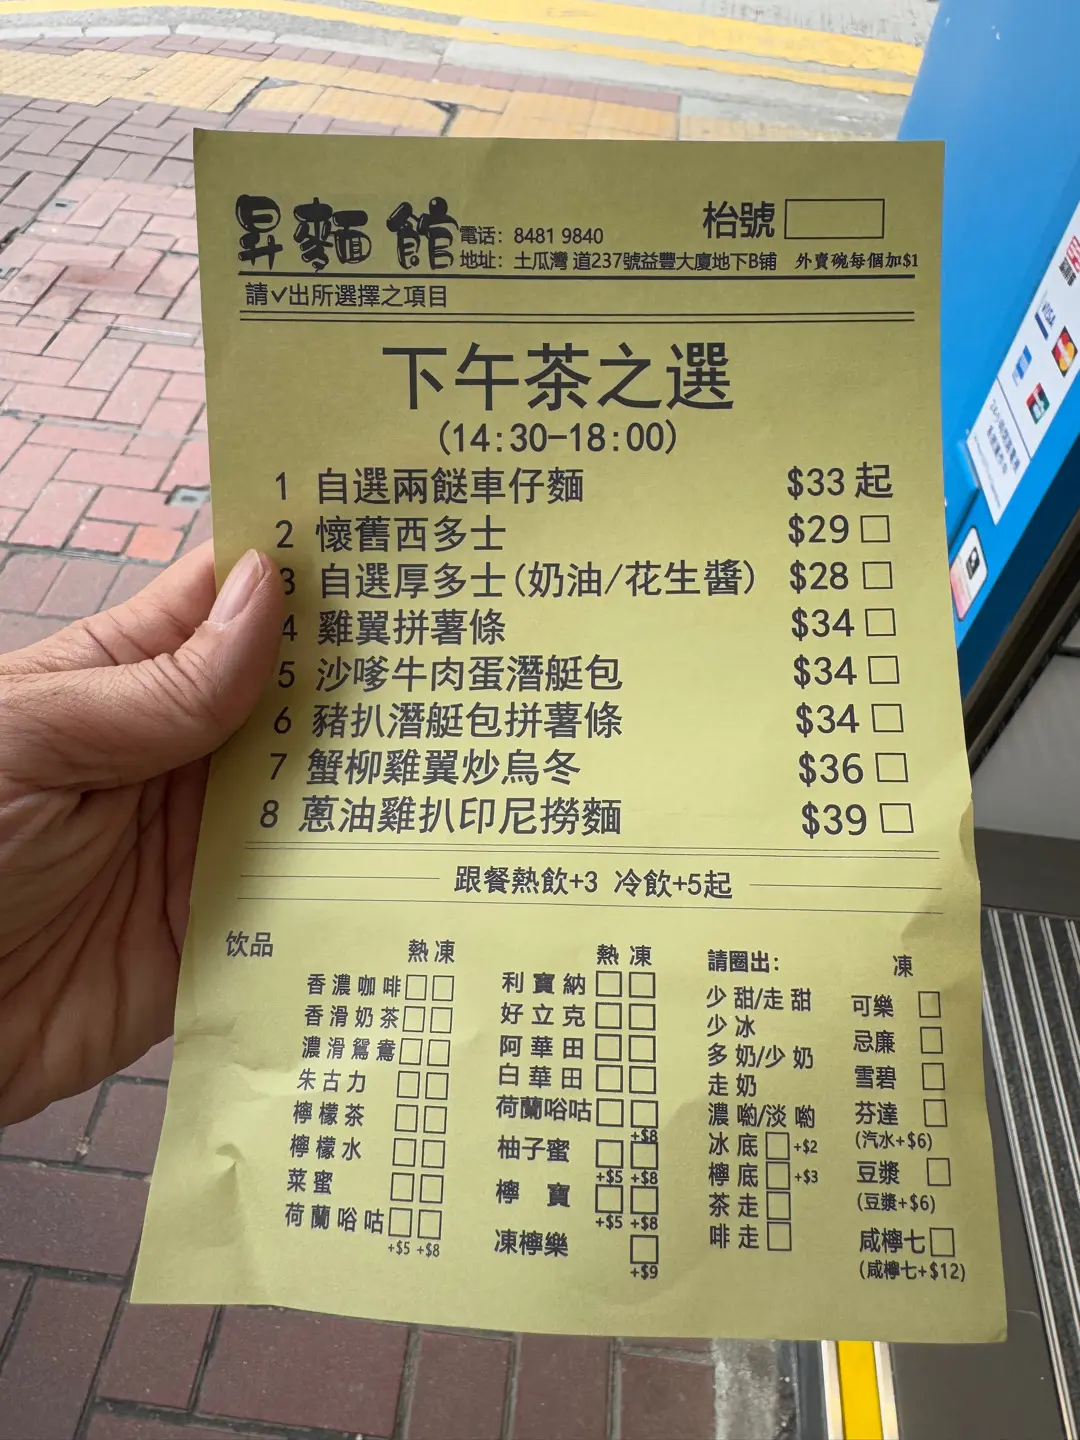 昇麵館
電话：8481 9840
地址：土瓜灣 道237號益豐大廈地下B铺
枱號
外賣碗每個加$1
請✓出所選擇之項目
下午茶之選
(14:30-18:00)
1 自選兩餸車仔麵 $33 起
2 懷舊西多士 $29 □
3 自選厚多士(奶油/花生醬) $28 □
4 雞翼拼薯條 $34 □
5 沙嗲牛肉蛋潛艇包 $34 □
6 豬扒潛艇包拼薯條 $34 □
7 蟹柳雞翼炒烏冬 $36 □
8 蔥油雞扒印尼撈麵 $39 □
跟餐熱飲+3 冷飲+5起
饮品
熱 凍
香濃咖啡 □□
香滑奶茶 □□
濃滑鴛鴦 □□
朱古力 □□
檸檬茶 □□
檸檬水 □□
菜蜜 □□
荷蘭哈咕 □□
+$5 +$8
熱 凍
利寶納 □□
好立克 □□
阿華田 □□
白華田 □□
荷蘭哈咕 □□
+$8
柚子蜜 □□
+$5 +$8
檸寶 □□
+$5 +$8
凍檸樂 □
+$9
請圈出：
少甜/走甜
少冰
多奶/少奶
走奶
濃啲/淡啲
冰底 □ +$2
檸底 □ +$3
茶走 □
啡走 □
凍
可樂 □
忌廉 □
雪碧 □
芬達 □
(汽水+$6)
豆漿 □
(豆漿+$6)
咸檸七 □
(咸檸七+$12)
VISA